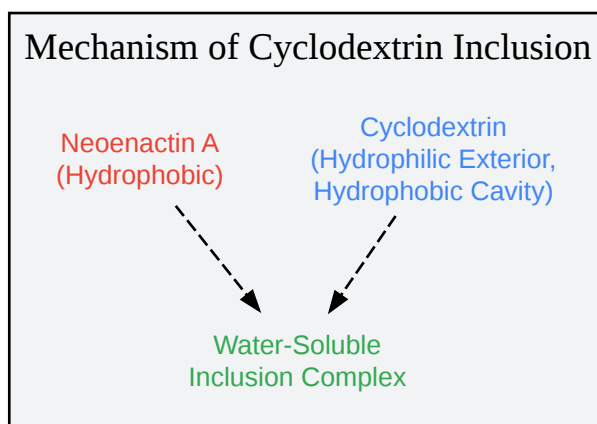 Mechanism of Cyclodextrin Inclusion
Neoenactin A
(Hydrophobic)
Cyclodextrin
(Hydrophilic Exterior,
Hydrophobic Cavity)
Water-Soluble
Inclusion Complex